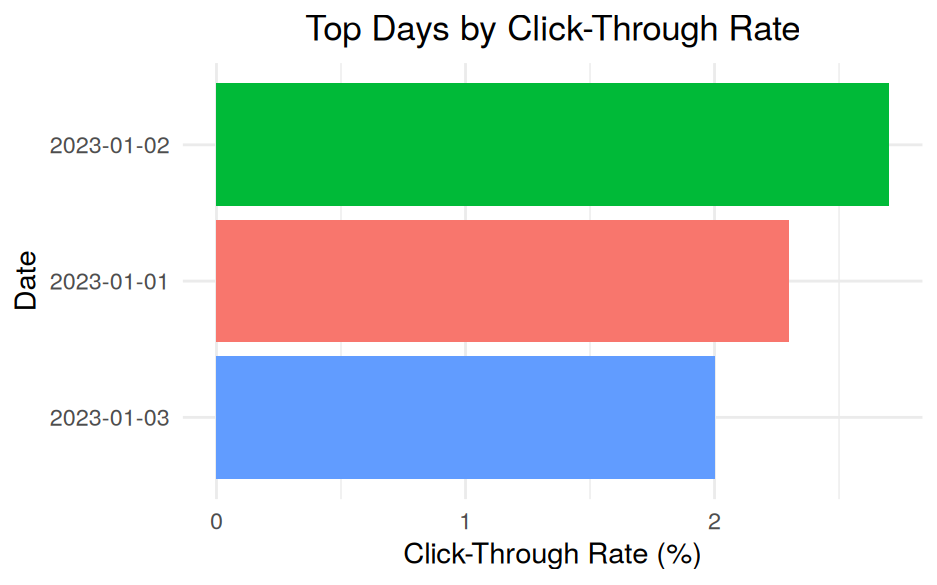 Top Days by Click-Through Rate
Date
2023-01-02
2023-01-01
2023-01-03
0 1 2
Click-Through Rate (%)